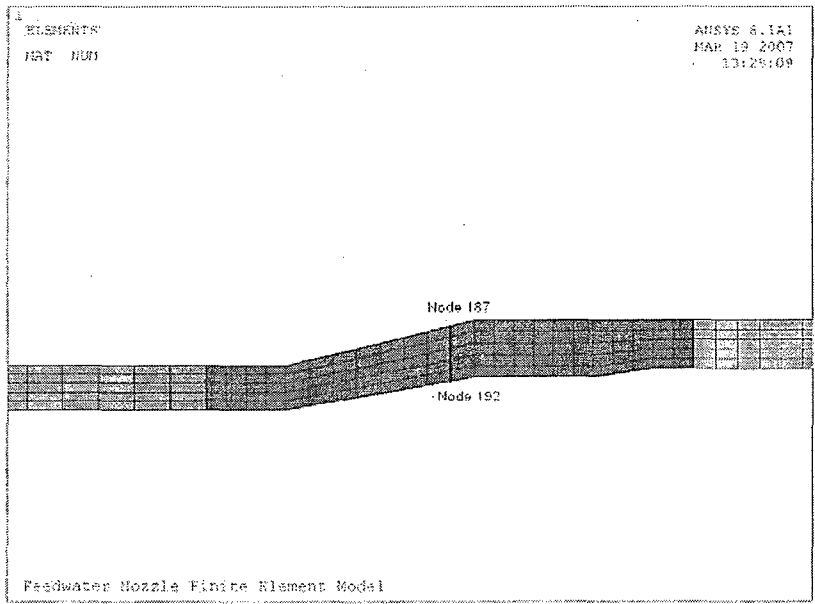 1
ELEMENTS
MAT NUM
ANSYS 8.1A1
MAR 19 2007
13:25:09
Node 187
Node 192
Feedwater Nozzle Finite Element Model